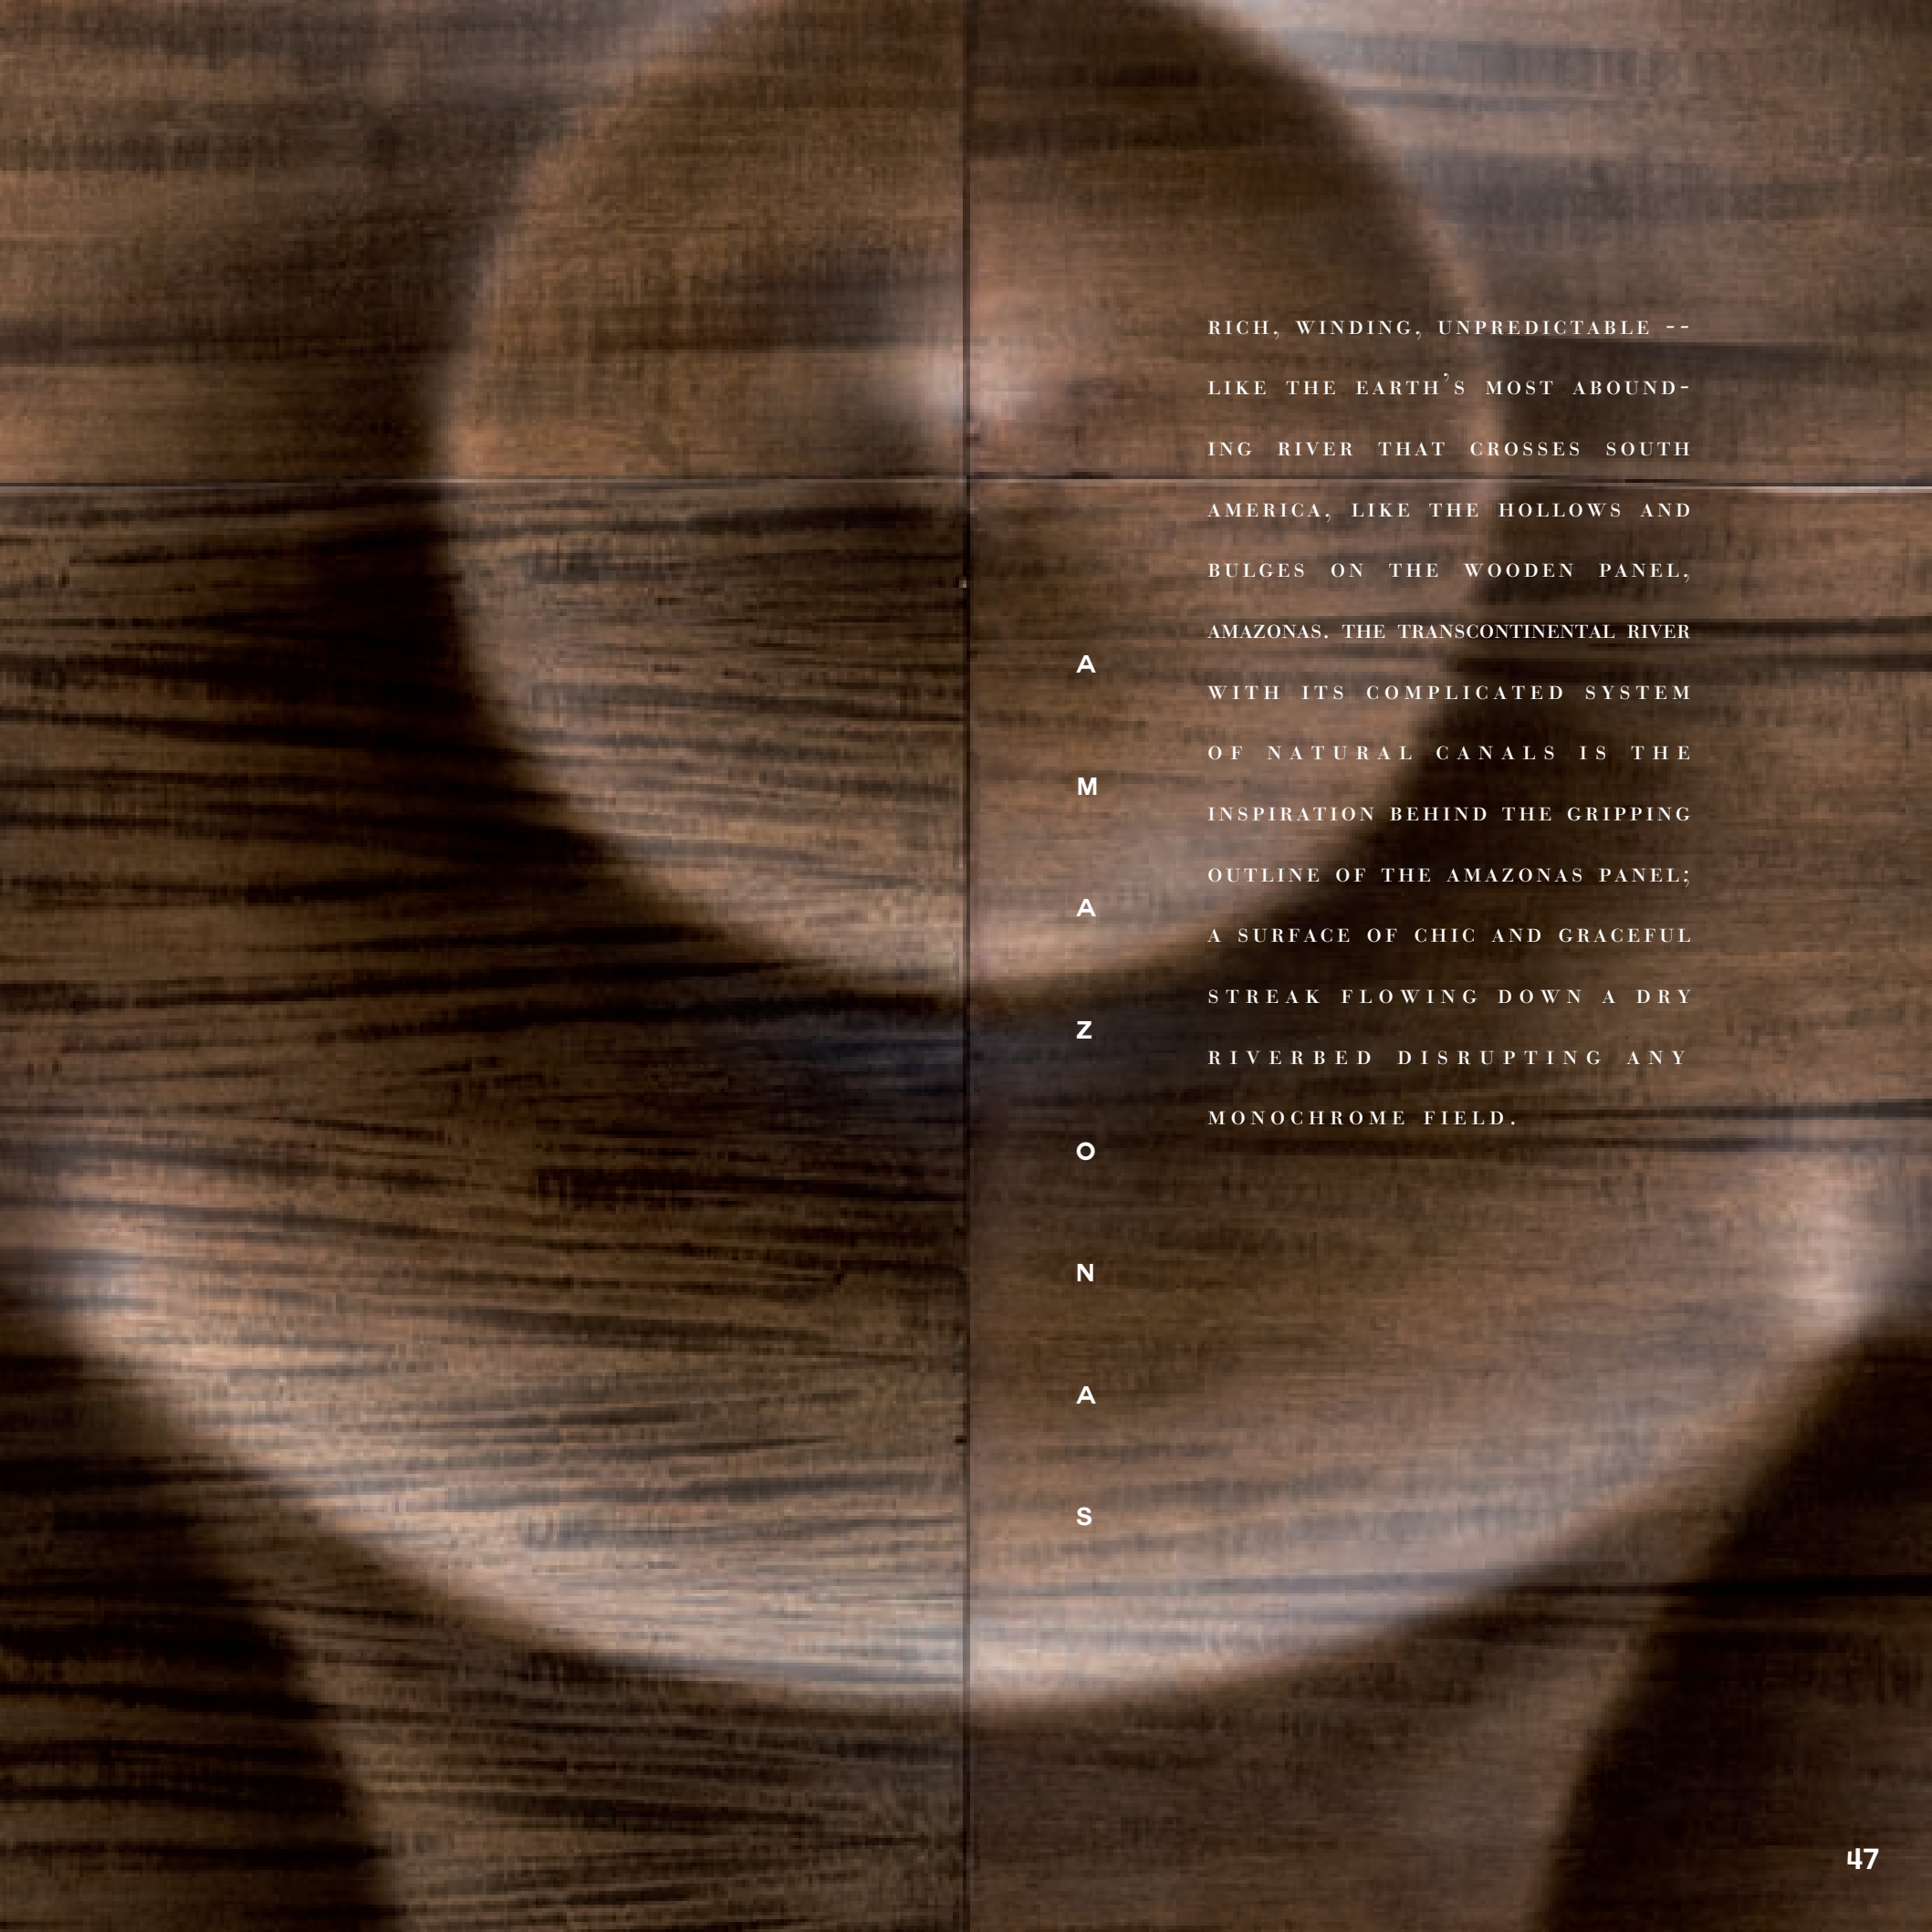 RICH, WINDING, UNPREDICTABLE --
LIKE THE EARTH'S MOST ABOUND-
ING RIVER THAT CROSSES SOUTH
AMERICA, LIKE THE HOLLOWS AND
BULGES ON THE WOODEN PANEL,
AMAZONAS. THE TRANSCONTINENTAL RIVER
WITH ITS COMPLICATED SYSTEM
OF NATURAL CANALS IS THE
INSPIRATION BEHIND THE GRIPPING
OUTLINE OF THE AMAZONAS PANEL;
A SURFACE OF CHIC AND GRACEFUL
STREAK FLOWING DOWN A DRY
RIVERBED DISRUPTING ANY
MONOCHROME FIELD.
A
M
A
Z
O
N
A
S
47